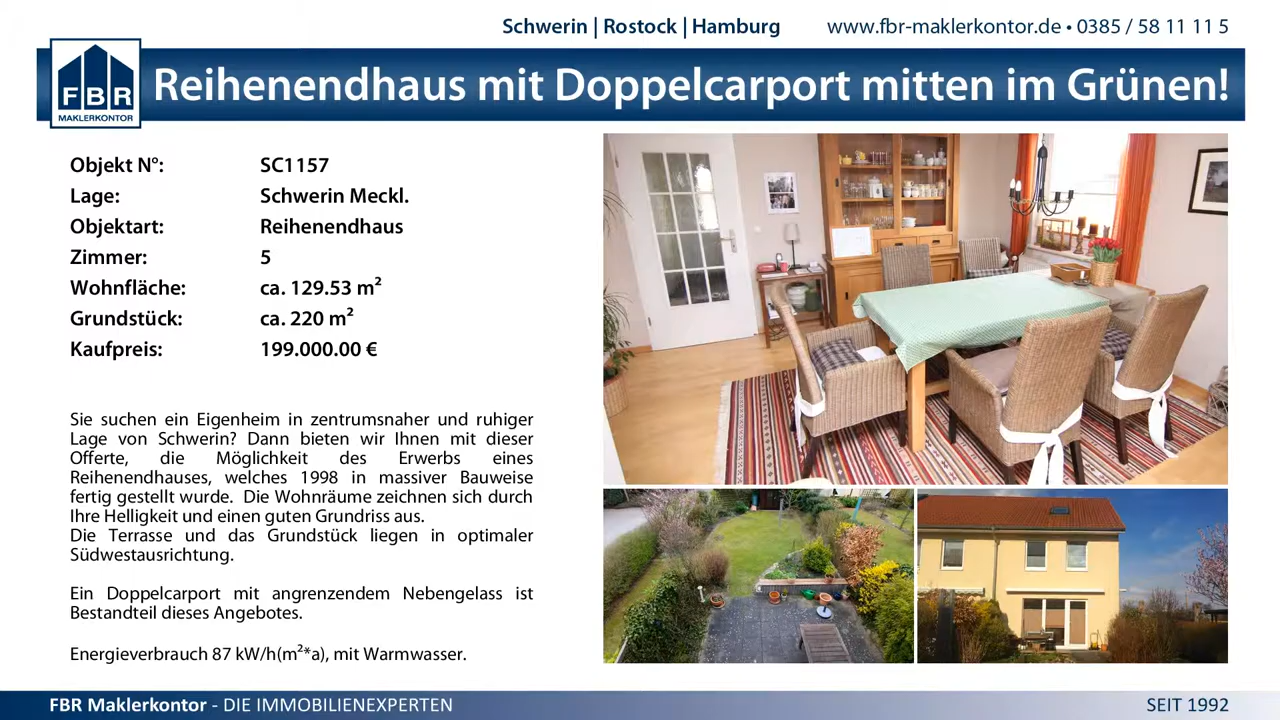 Schwerin | Rostock | Hamburg www.fbr-maklerkontor.de • 0385 / 58 11 11 5
FBR
MAKLERKONTOR
Reihenendhaus mit Doppelcarport mitten im Grünen!
Objekt N°: SC1157
Lage: Schwerin Meckl.
Objektart: Reihenendhaus
Zimmer: 5
Wohnfläche: ca. 129.53 m²
Grundstück: ca. 220 m²
Kaufpreis: 199.000.00 €
Sie suchen ein Eigenheim in zentrumsnaher und ruhiger
Lage von Schwerin? Dann bieten wir Ihnen mit dieser
Offerte, die Möglichkeit des Erwerbs eines
Reihenendhauses, welches 1998 in massiver Bauweise
fertig gestellt wurde. Die Wohnräume zeichnen sich durch
Ihre Helligkeit und einen guten Grundriss aus.
Die Terrasse und das Grundstück liegen in optimaler
Südwestausrichtung.
Ein Doppelcarport mit angrenzendem Nebengelass ist
Bestandteil dieses Angebotes.
Energieverbrauch 87 kW/h(m²*a), mit Warmwasser.
FBR Maklerkontor - DIE IMMOBILIENEXPERTEN SEIT 1992